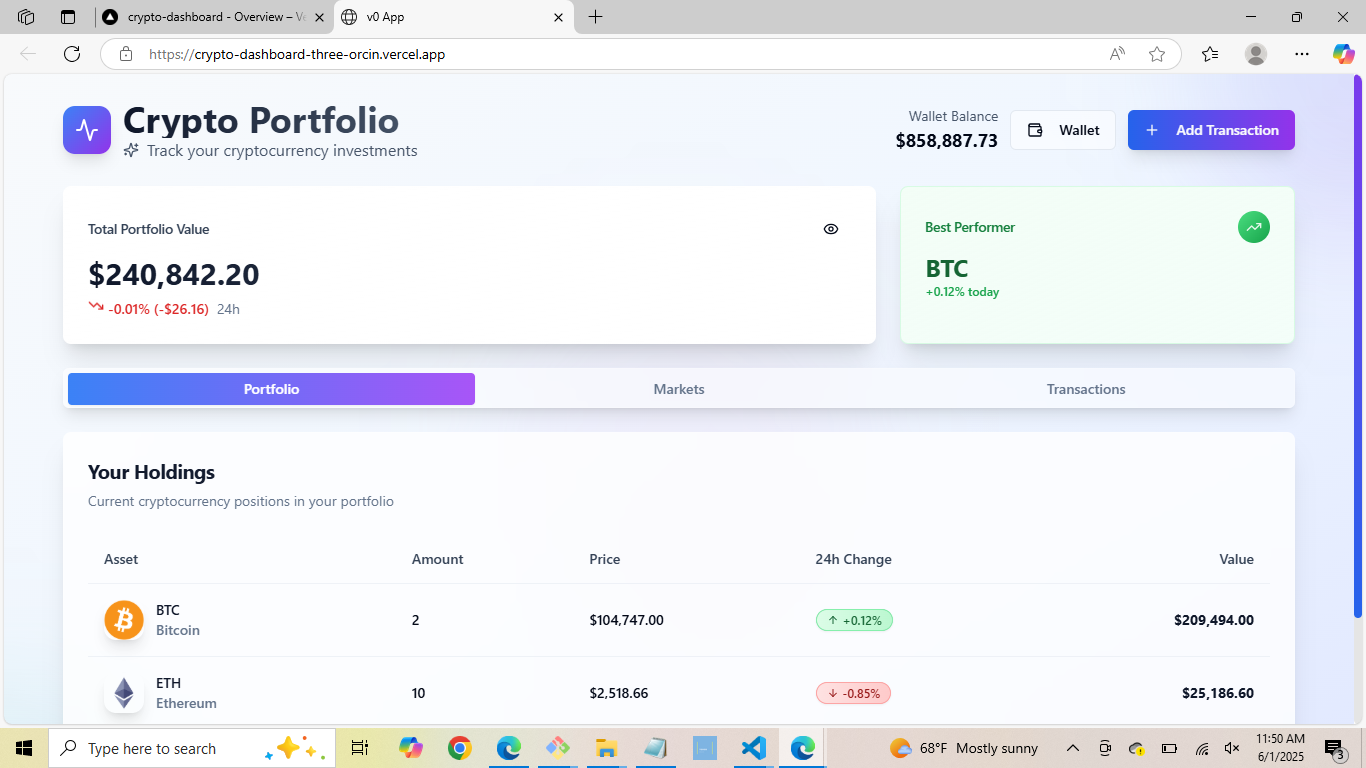 crypto-dashboard - Overview – Ve
v0 App
https://crypto-dashboard-three-orcin.vercel.app
Crypto Portfolio
Track your cryptocurrency investments
Wallet Balance
$858,887.73
Wallet
Add Transaction
Total Portfolio Value
$240,842.20
-0.01% (-$26.16) 24h
Best Performer
BTC
+0.12% today
Portfolio
Markets
Transactions
Your Holdings
Current cryptocurrency positions in your portfolio
Asset Amount Price 24h Change Value
BTC
Bitcoin
2 $104,747.00 +0.12% $209,494.00
ETH
Ethereum
10 $2,518.66 -0.85% $25,186.60
Type here to search
68°F Mostly sunny
11:50 AM
6/1/2025
3